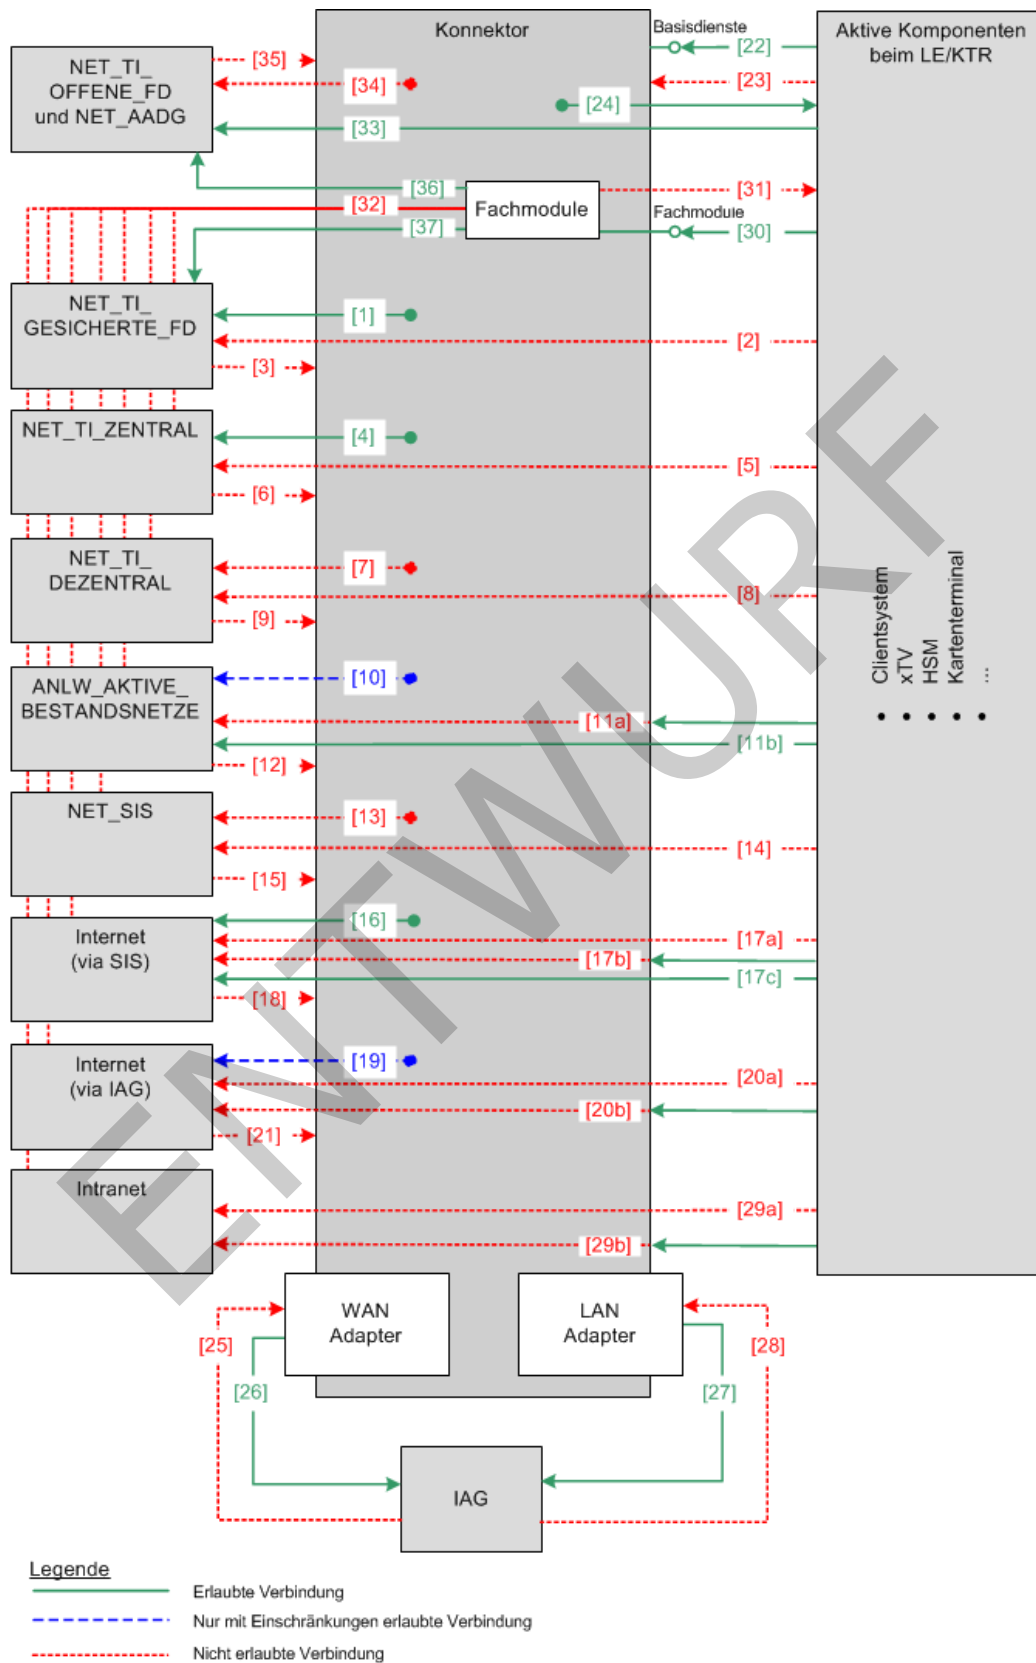 Konnektor
Aktive Komponenten
beim LE/KTR
Basisdienste
[22]
[23]
[24]
NET_TI_
OFFENE_FD
und NET_AADG
[35]
[34]
[33]
[36]
[32]
[37]
Fachmodule
[31]
Fachmodule
[30]
NET_TI_
GESICHERTE_FD
[1]
[2]
[3]
NET_TI_ZENTRAL
[4]
[5]
[6]
NET_TI_
DEZENTRAL
[7]
[8]
[9]
ANLW_AKTIVE_
BESTANDSNETZE
[10]
[11a]
[11b]
[12]
Clientsystem
xTV
HSM
Kartenterminal
...
NET_SIS
[13]
[14]
[15]
Internet
(via SIS)
[16]
[17a]
[17b]
[17c]
[18]
Internet
(via IAG)
[19]
[20a]
[20b]
[21]
Intranet
[29a]
[29b]
WAN
Adapter
LAN
Adapter
[25]
[26]
[27]
[28]
IAG
ENTWURF
Legende
Erlaubte Verbindung
Nur mit Einschränkungen erlaubte Verbindung
Nicht erlaubte Verbindung